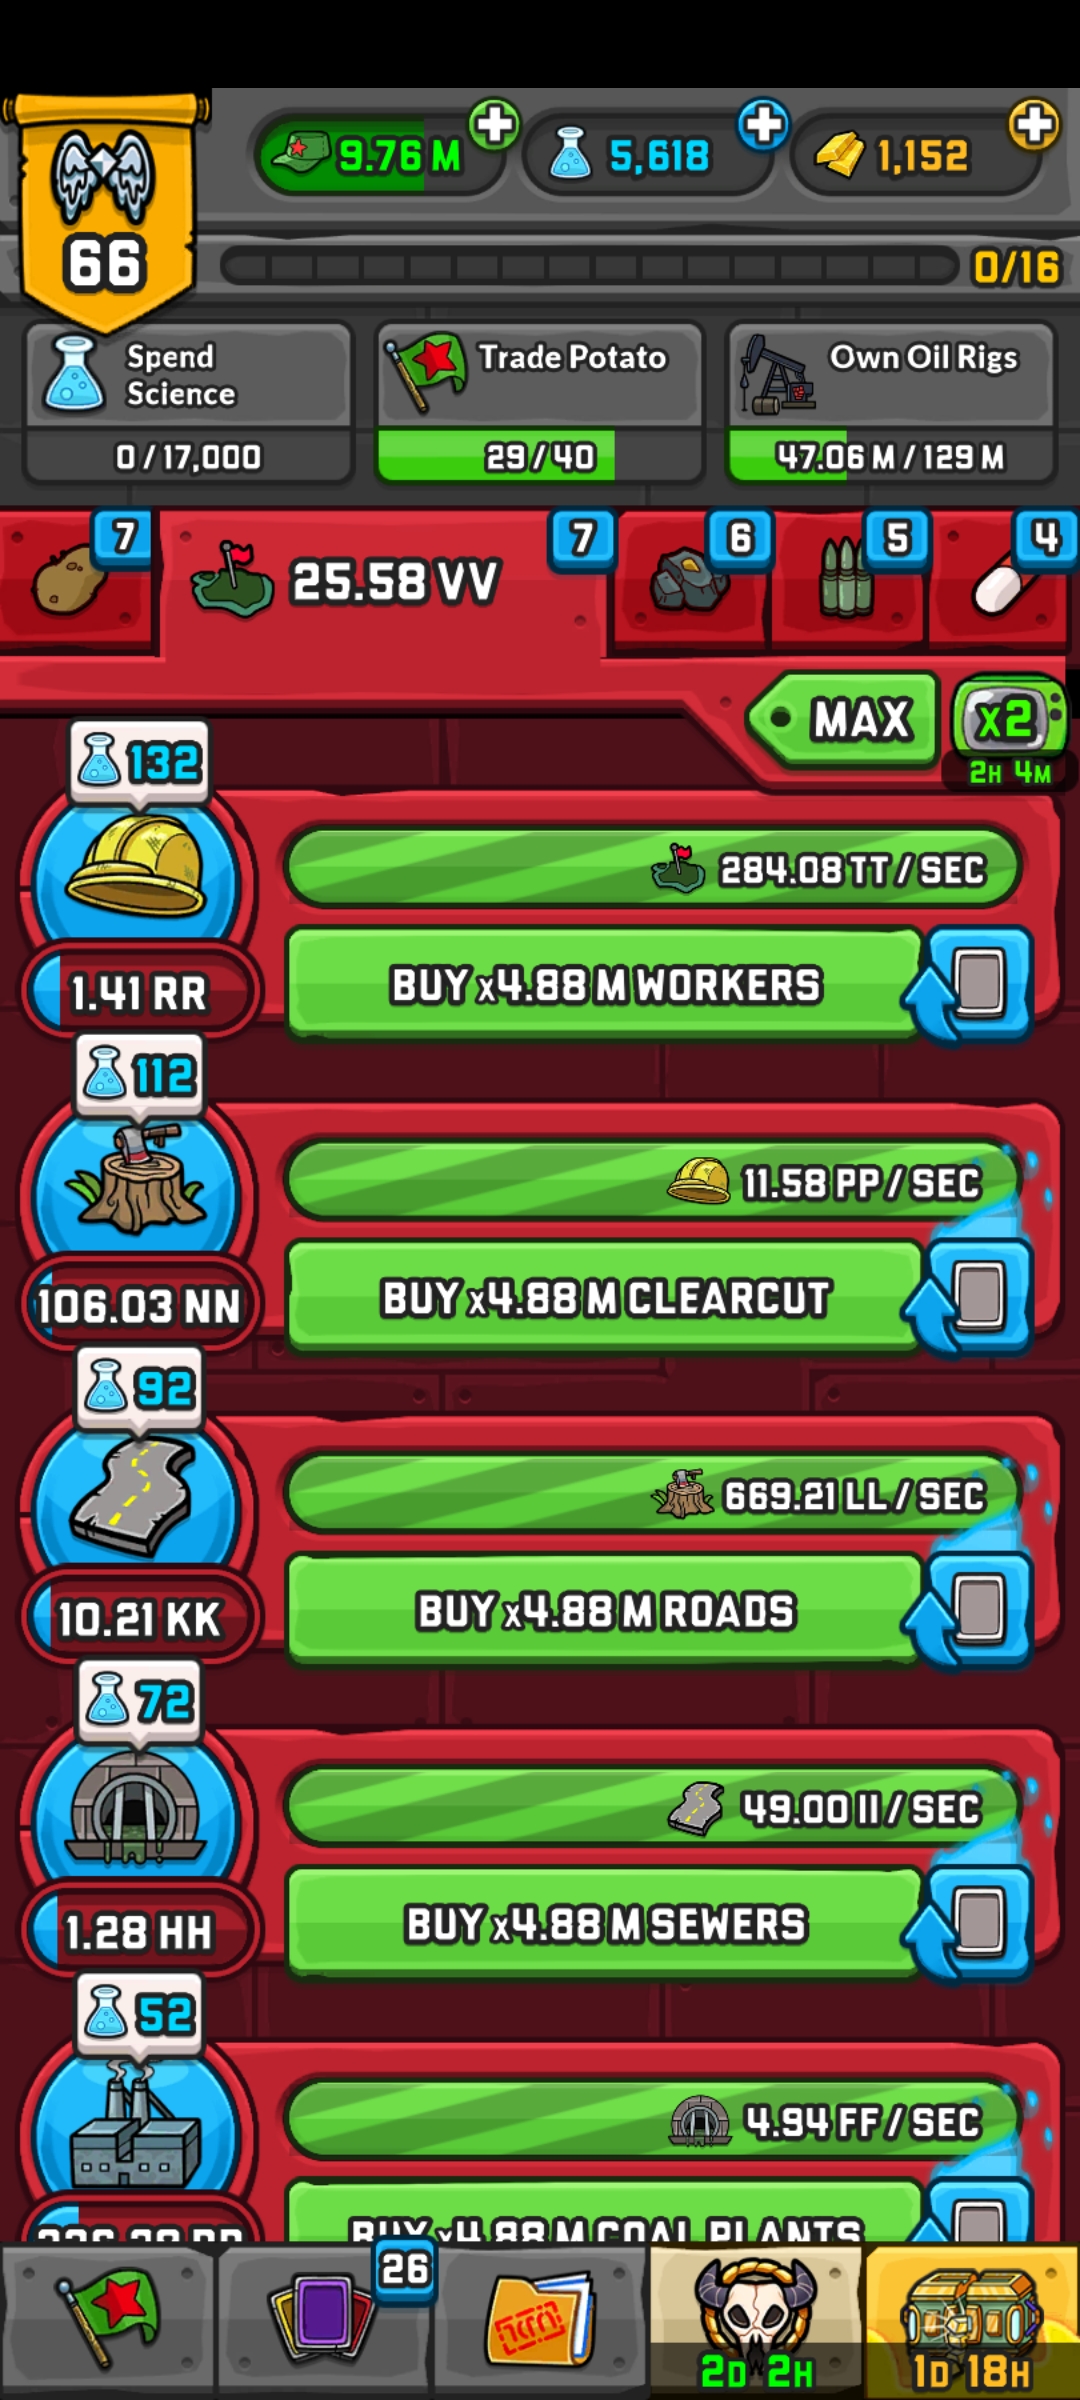 9.76 M
5,618
1,152
66
0/16
Spend
Science
0/17,000
Trade Potato
29/40
Own Oil Rigs
47.06 M/129 M
7
25.58 VV
7
6
5
4
MAX
x2
2H 4M
132
284.08 TT/SEC
BUY x4.88 M WORKERS
1.41 RR
112
11.58 PP/SEC
BUY x4.88 M CLEARCUT
106.03 NN
92
669.21 LL/SEC
BUY x4.88 M ROADS
10.21 KK
72
49.00 II/SEC
BUY x4.88 M SEWERS
1.28 HH
52
4.94 FF/SEC
BUY x4.88 M COAL PLANTS
26
2D 2H
1D 18H